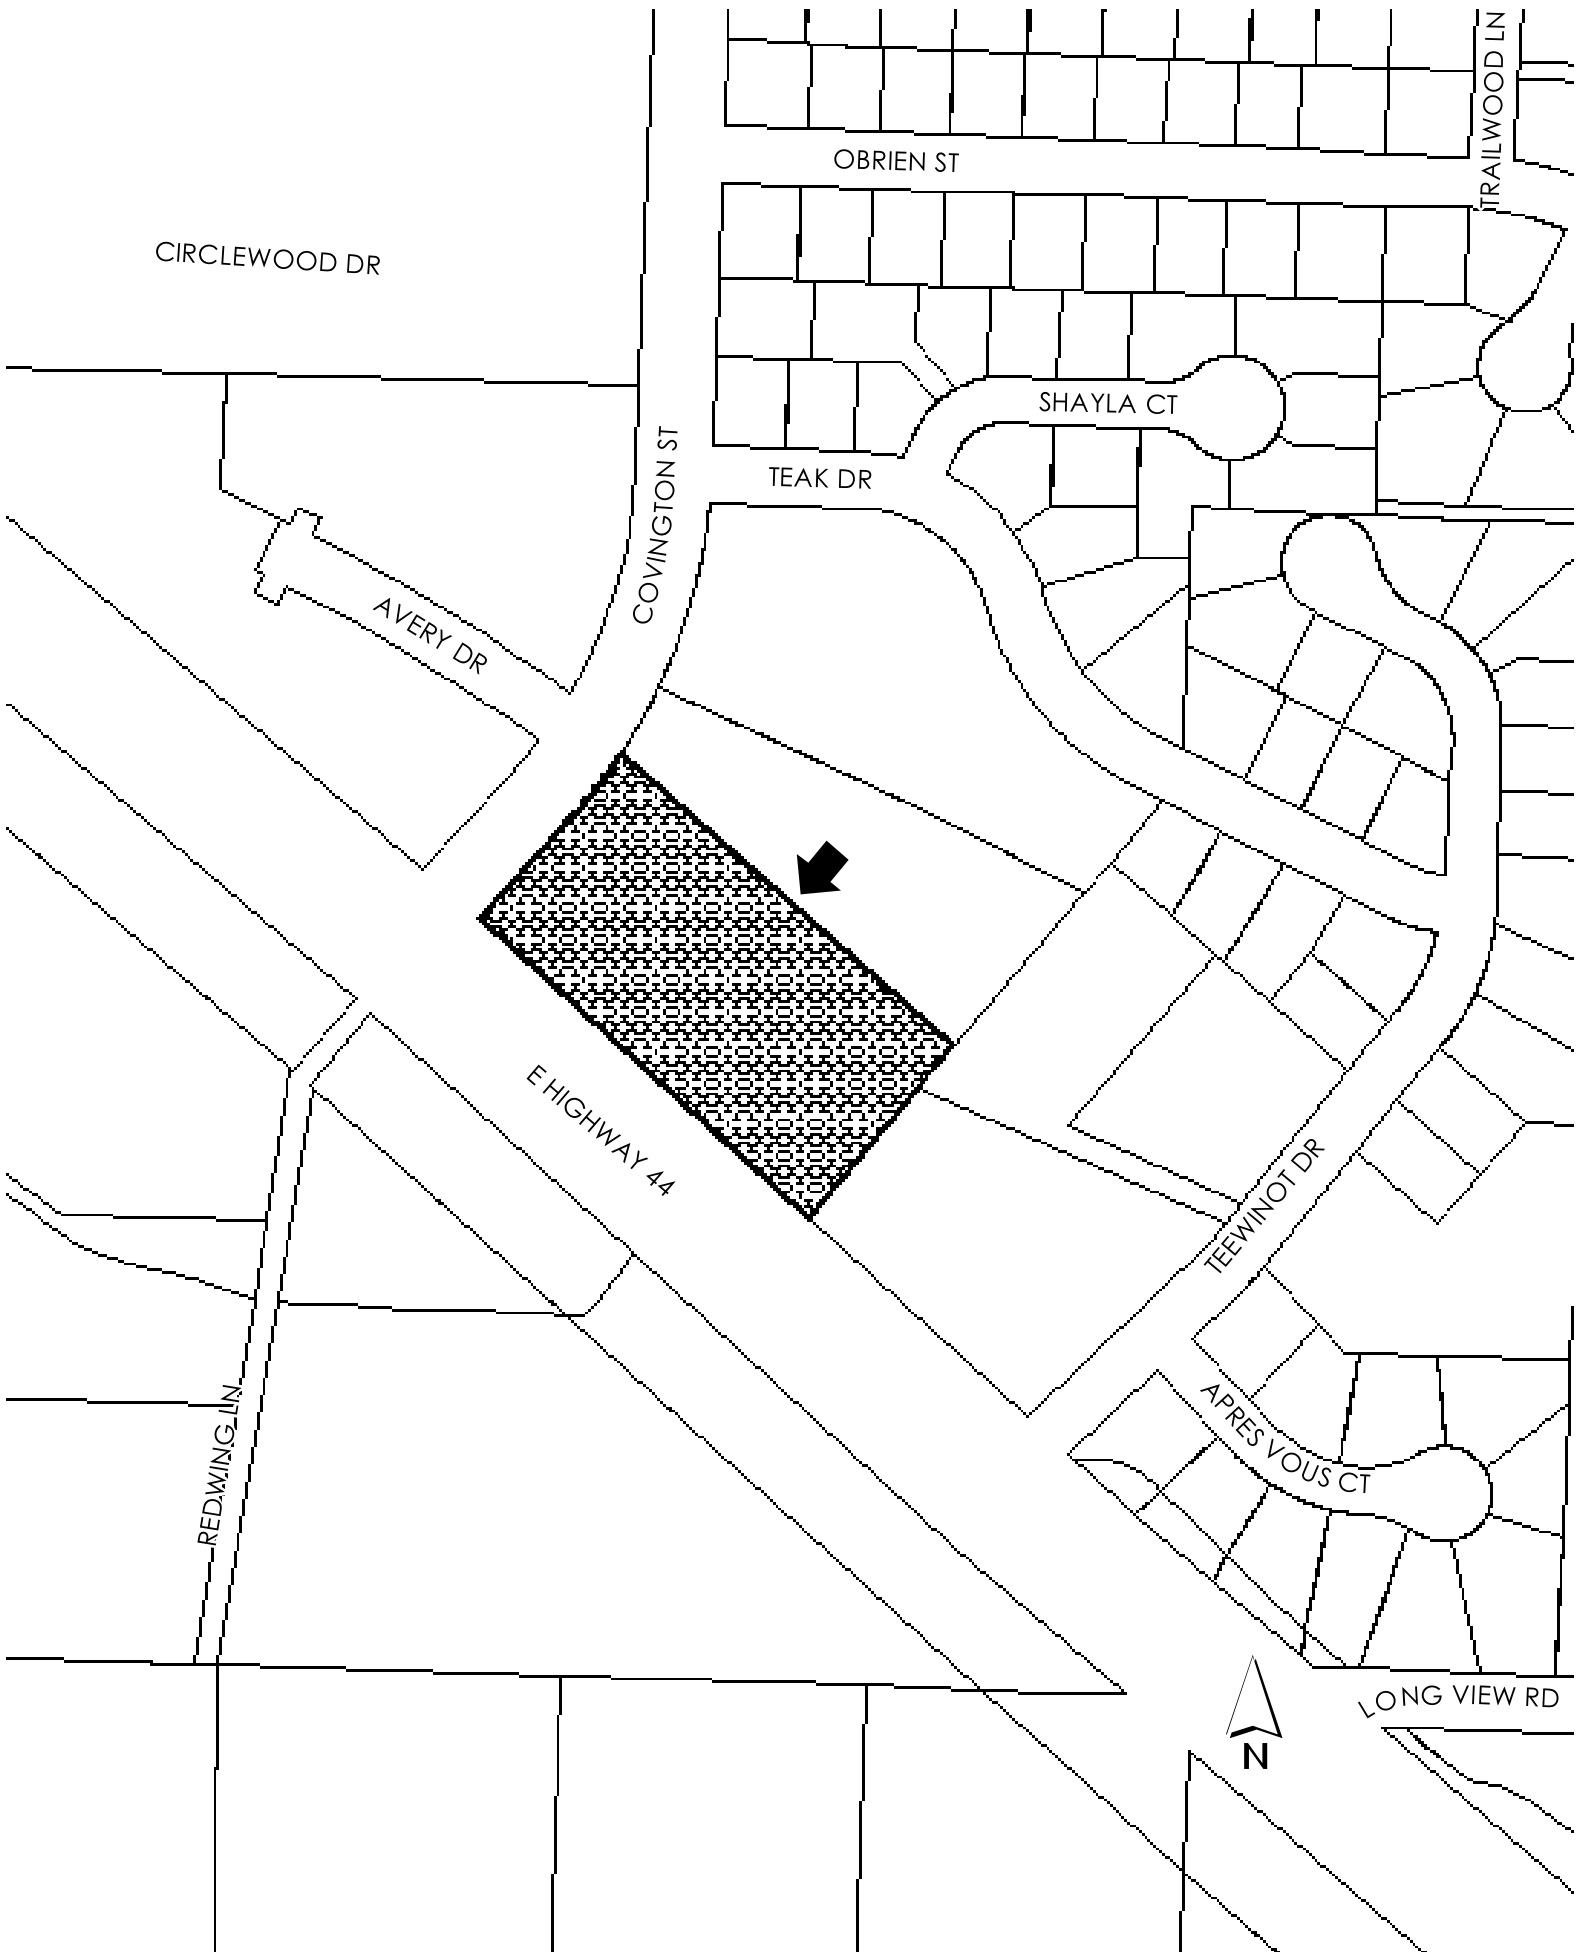 TRAILWOOD LN
OBRIEN ST
CIRCLEWOOD DR
SHAYLA CT
TEAK DR
COVINGTON ST
AVERY DR
E HIGHWAY 44
TEEWINOT DR
APRES VOUS CT
REDWING LN
LONG VIEW RD
N